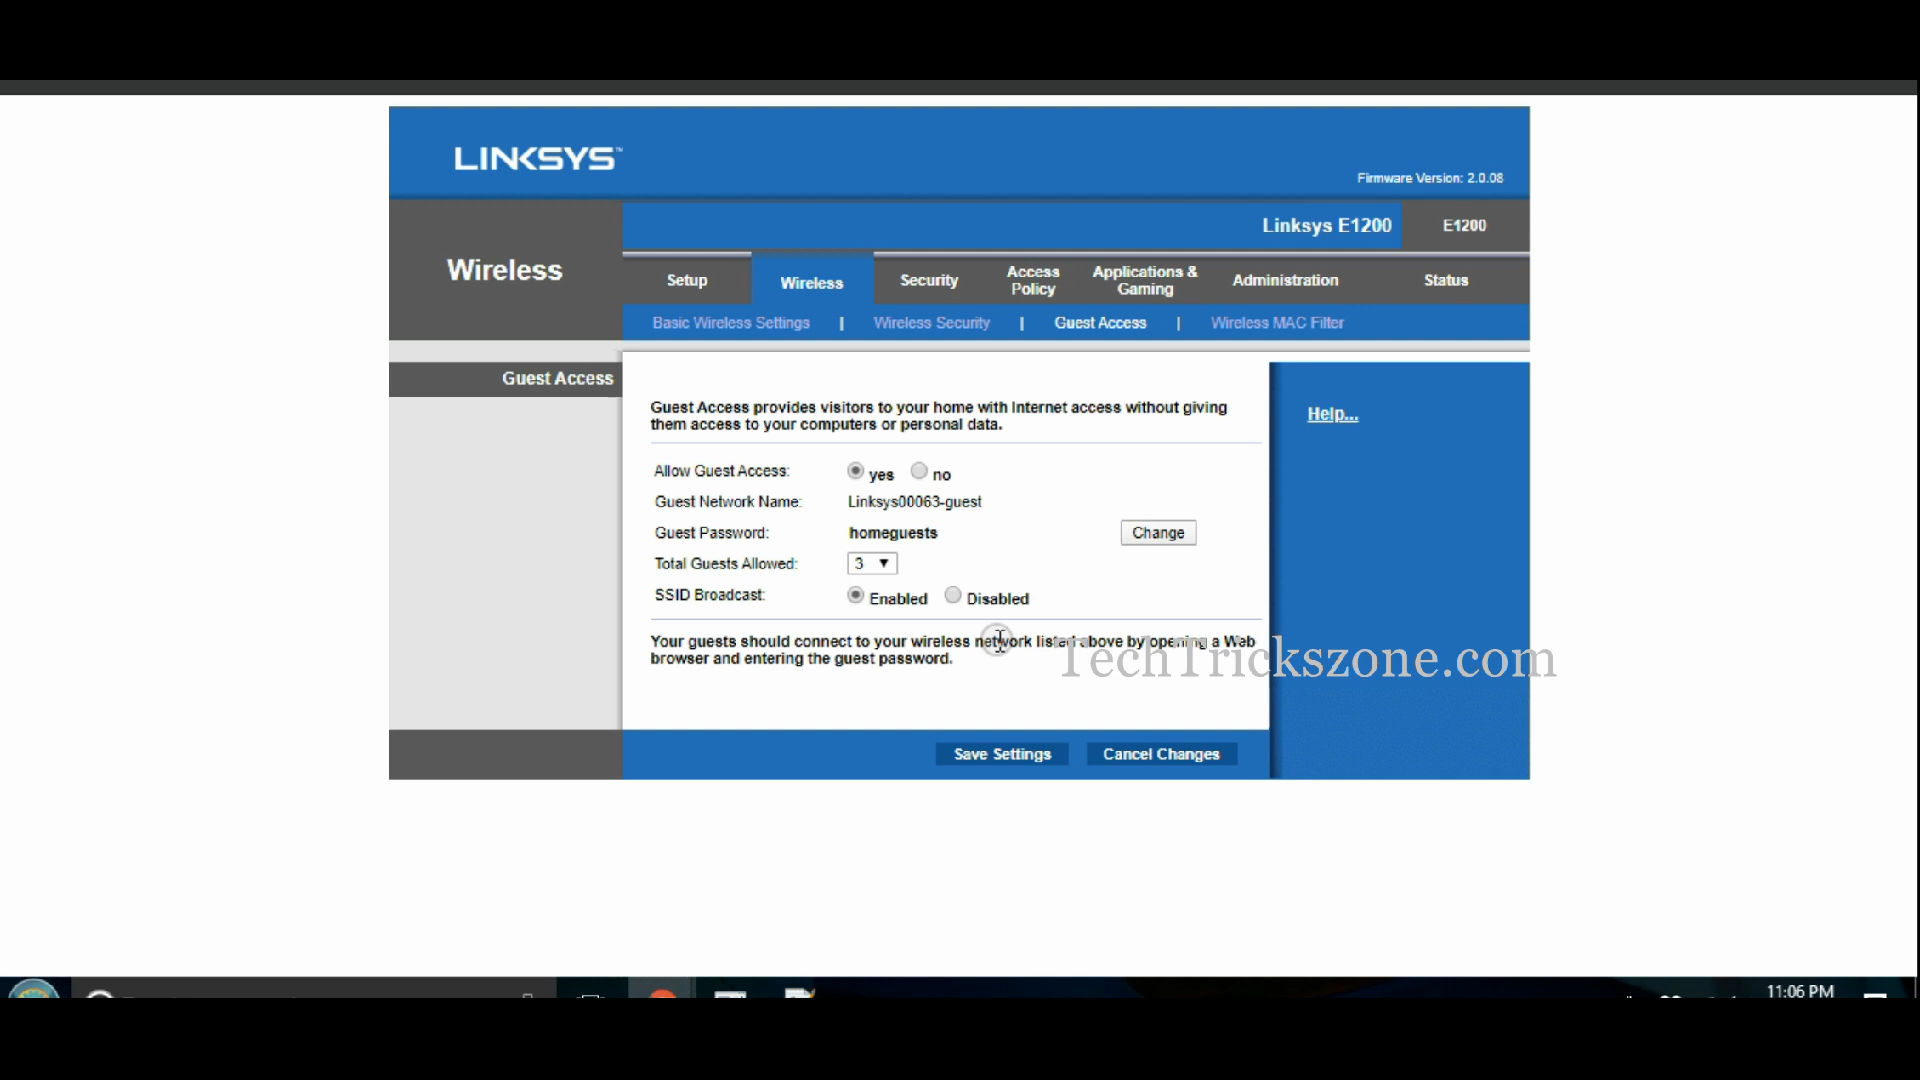 LINKSYS™
Firmware Version: 2.0.08
Linksys E1200
E1200
Wireless
Setup
Wireless
Security
Access
Policy
Applications &
Gaming
Administration
Status
Basic Wireless Settings | Wireless Security | Guest Access | Wireless MAC Filter
Guest Access
Guest Access provides visitors to your home with Internet access without giving
them access to your computers or personal data.
Help...
Allow Guest Access: yes no
Guest Network Name: Linksys00063-guest
Guest Password: homeguests Change
Total Guests Allowed: 3
SSID Broadcast: Enabled Disabled
Your guests should connect to your wireless network listed above by opening a Web
browser and entering the guest password.
TechTrickszone.com
Save Settings Cancel Changes
11:06 PM